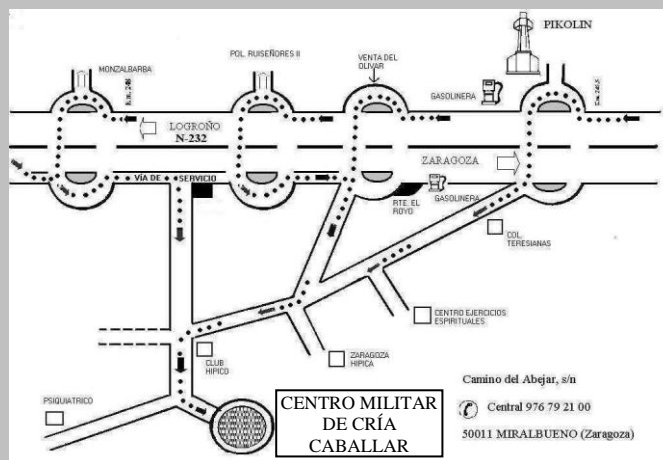 PIKOLIN
MONZALBARBA
POL. RUISEÑORES II
VENTA DEL
OLIVAR
GASOLINERA
Km. 248
LOGROÑO
N-232
ZARAGOZA
VÍA DE SERVICIO
GASOLINERA
RTE. EL
ROYO
COL.
TERESIANAS
CENTRO EJERCICIOS
ESPIRITUALES
ZARAGOZA
HIPICA
CLUB
HIPICO
PSIQUIATRICO
CENTRO MILITAR
DE CRÍA
CABALLAR
Camino del Abejar, s/n
Central 976 79 21 00
50011 MIRALBUENO (Zaragoza)